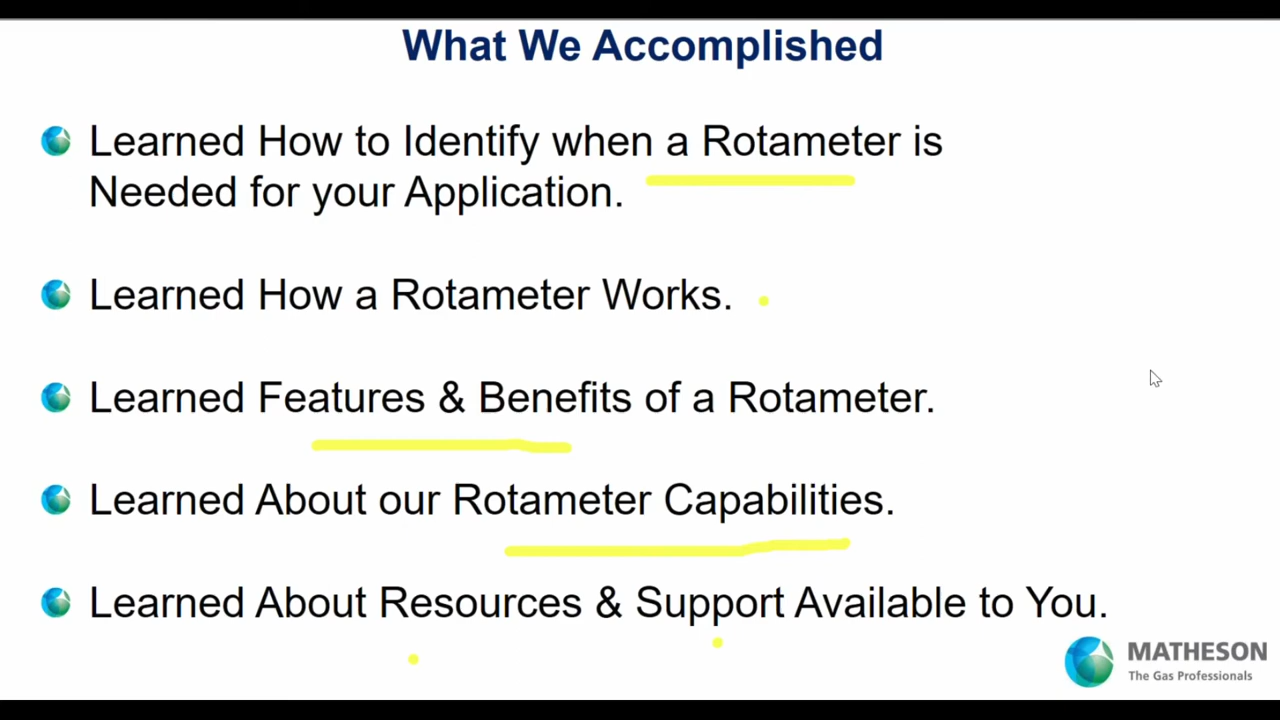 What We Accomplished
Learned How to Identify when a Rotameter is
Needed for your Application.
Learned How a Rotameter Works.
Learned Features & Benefits of a Rotameter.
Learned About our Rotameter Capabilities.
Learned About Resources & Support Available to You.
MATHESON
The Gas Professionals